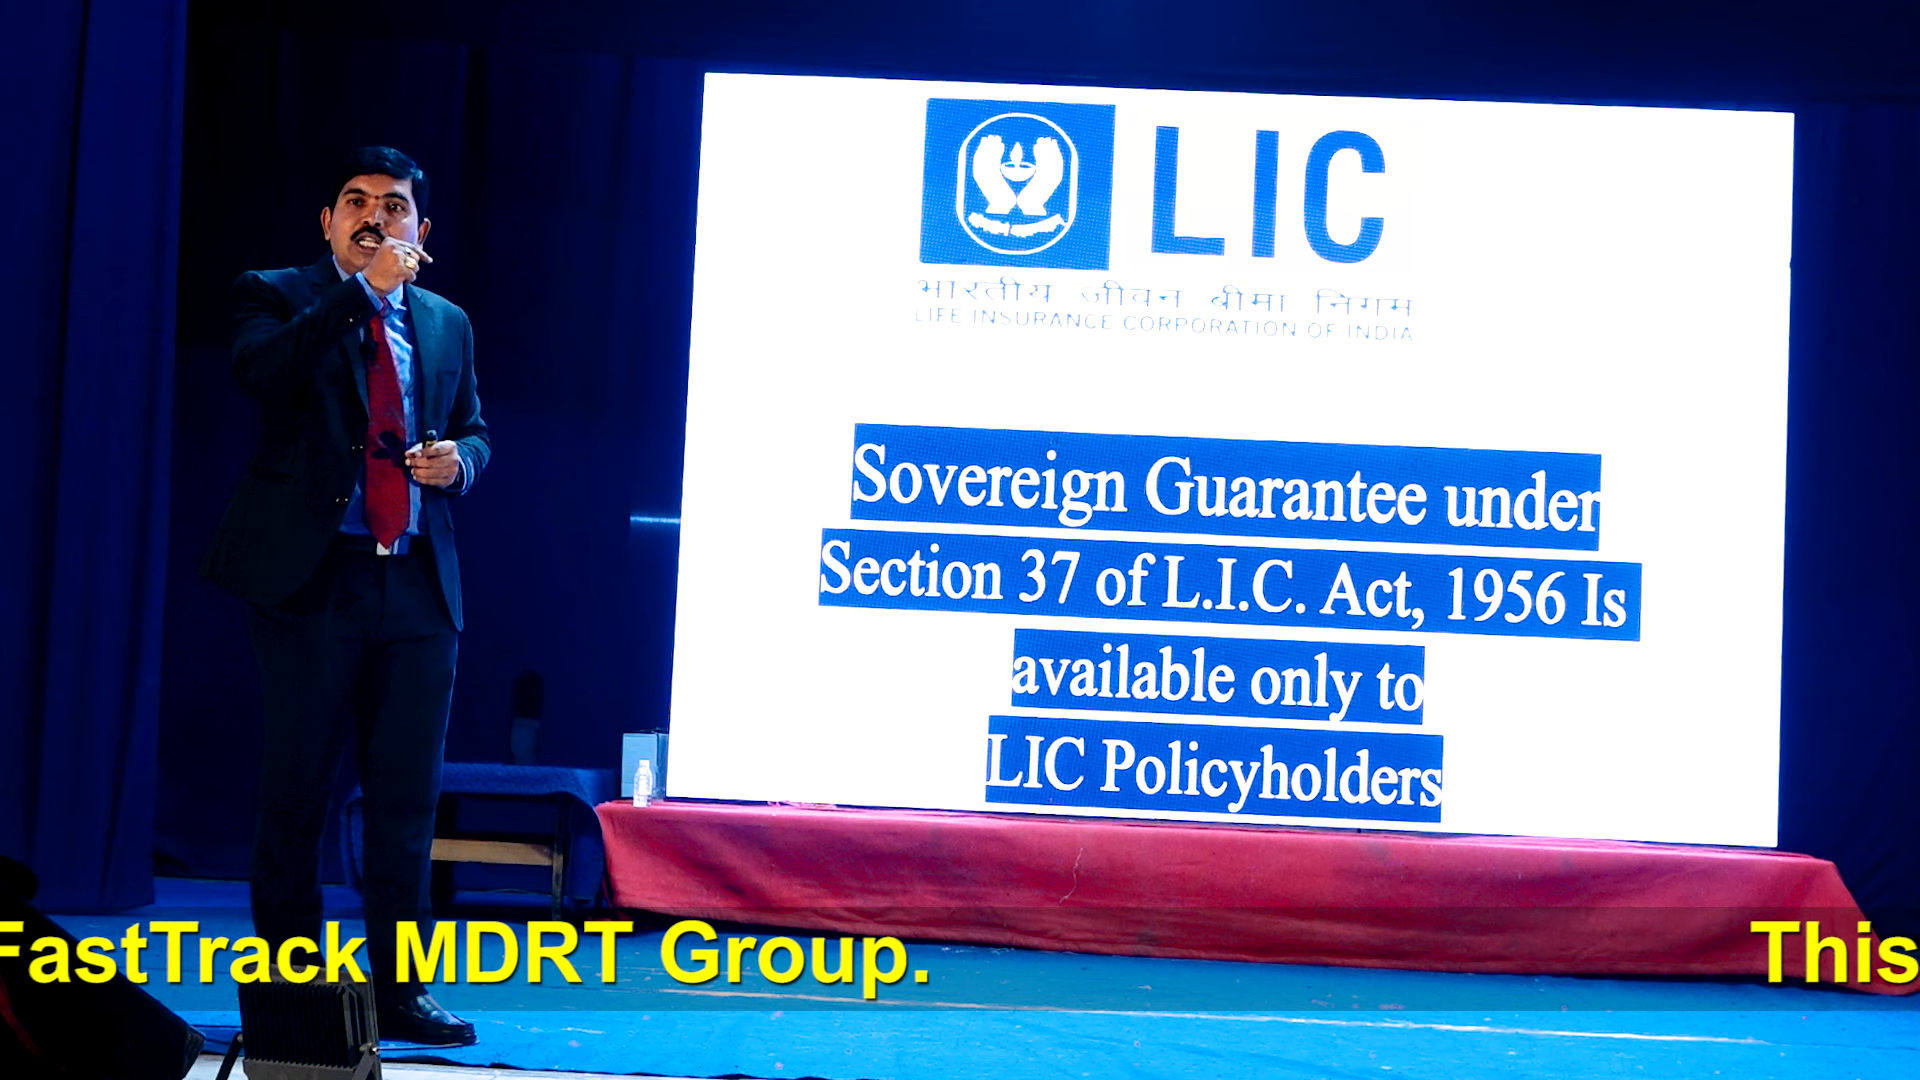 LIC
भारतीय जीवन बीमा निगम
LIFE INSURANCE CORPORATION OF INDIA
Sovereign Guarantee under
Section 37 of L.I.C. Act, 1956 Is
available only to
LIC Policyholders
FastTrack MDRT Group. This